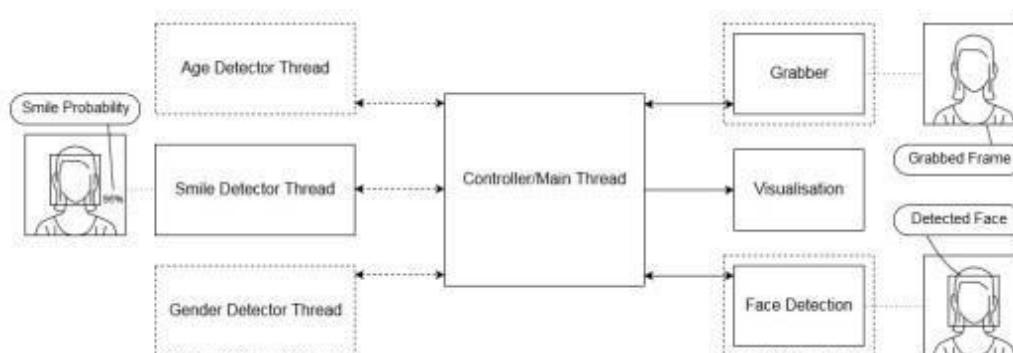 Age Detector Thread
Grabber
Smile Probability
Grabbed Frame
Smile Detector Thread
Controller/Main Thread
Visualisation
96%
Detected Face
Gender Detector Thread
Face Detection